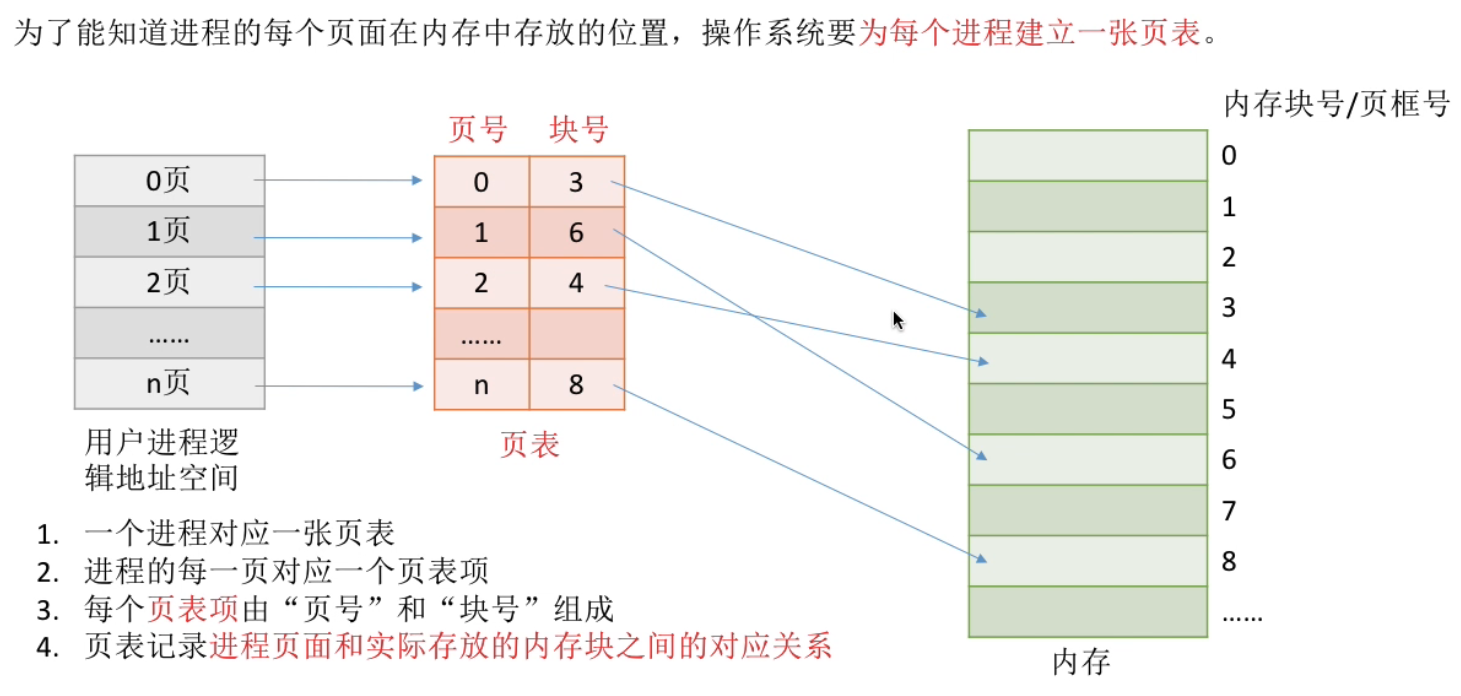 为了能知道进程的每个页面在内存中存放的位置，操作系统要为每个进程建立一张页表。
内存块号/页框号
页号 块号
0页
1页
2页
……
n页
用户进程逻
辑地址空间
0 3
1 6
2 4
……
n 8
页表
0
1
2
3
4
5
6
7
8
……
内存
1. 一个进程对应一张页表
2. 进程的每一页对应一个页表项
3. 每个页表项由“页号”和“块号”组成
4. 页表记录进程页面和实际存放的内存块之间的对应关系